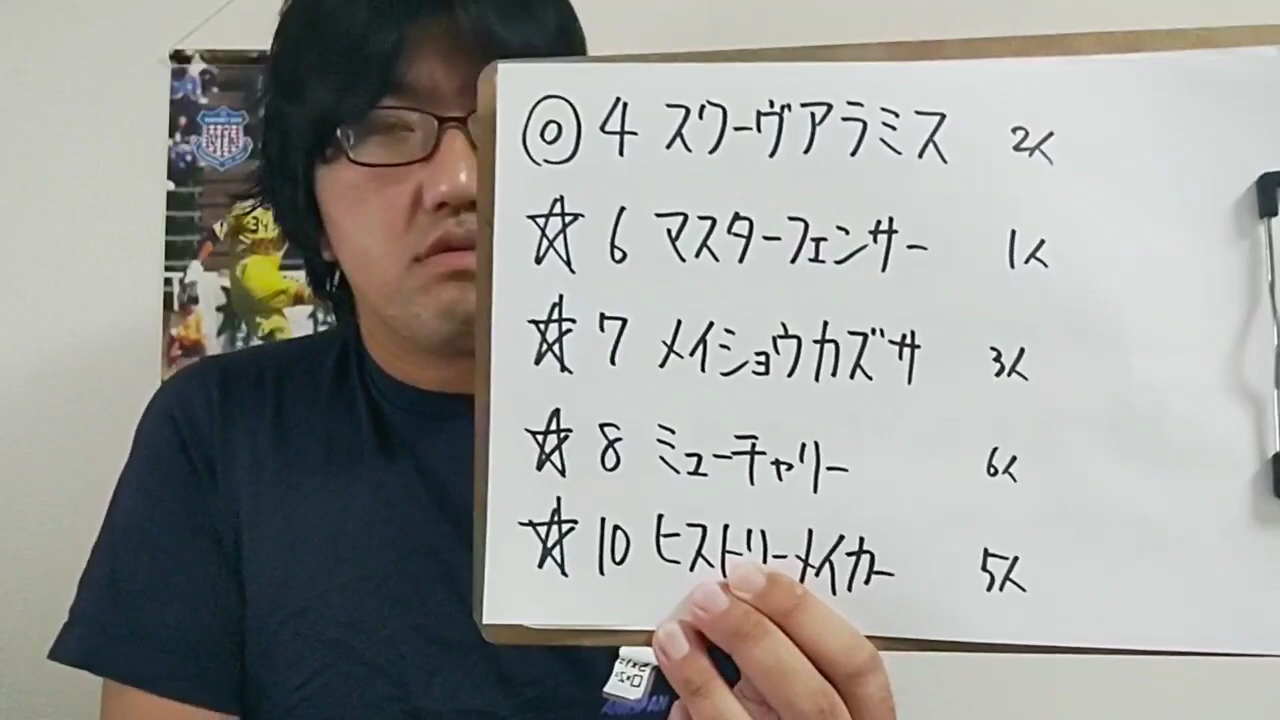 ◎ 4 スワーヴアラミス 2人
☆ 6 マスターフェンサー 1人
☆ 7 メイショウカズサ 3人
☆ 8 ミューチャリー 6人
☆ 10 ヒストリーメイカー 5人
34